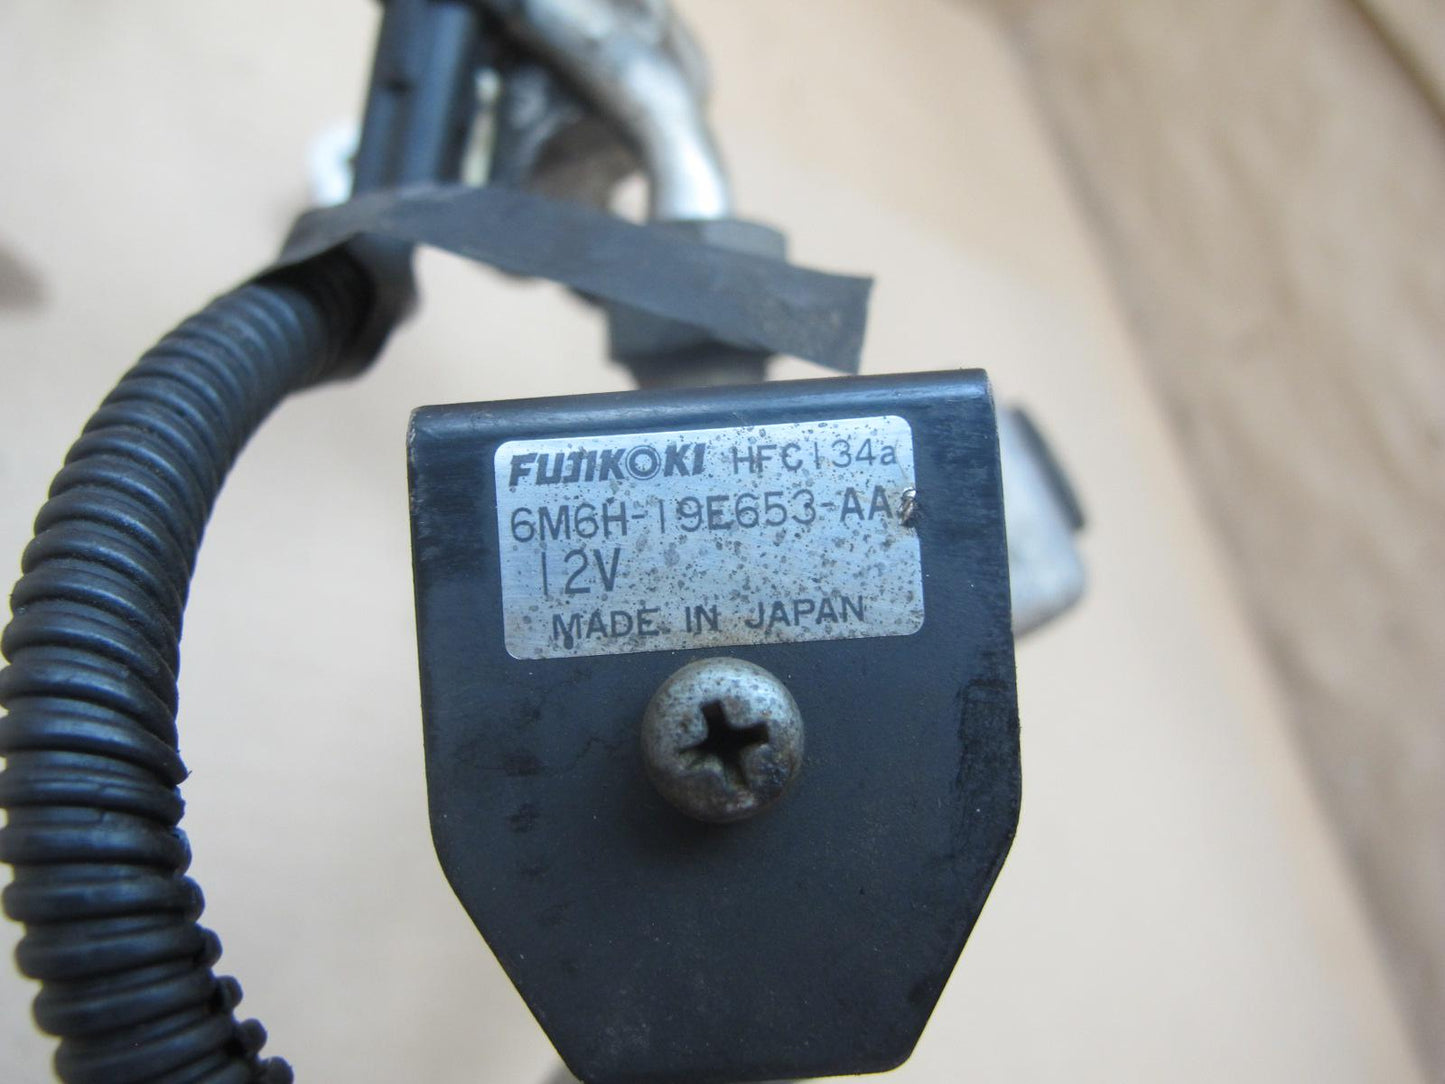 FUJIKOKI HFC134a
6M6H-19E653-AA
12V
MADE IN JAPAN